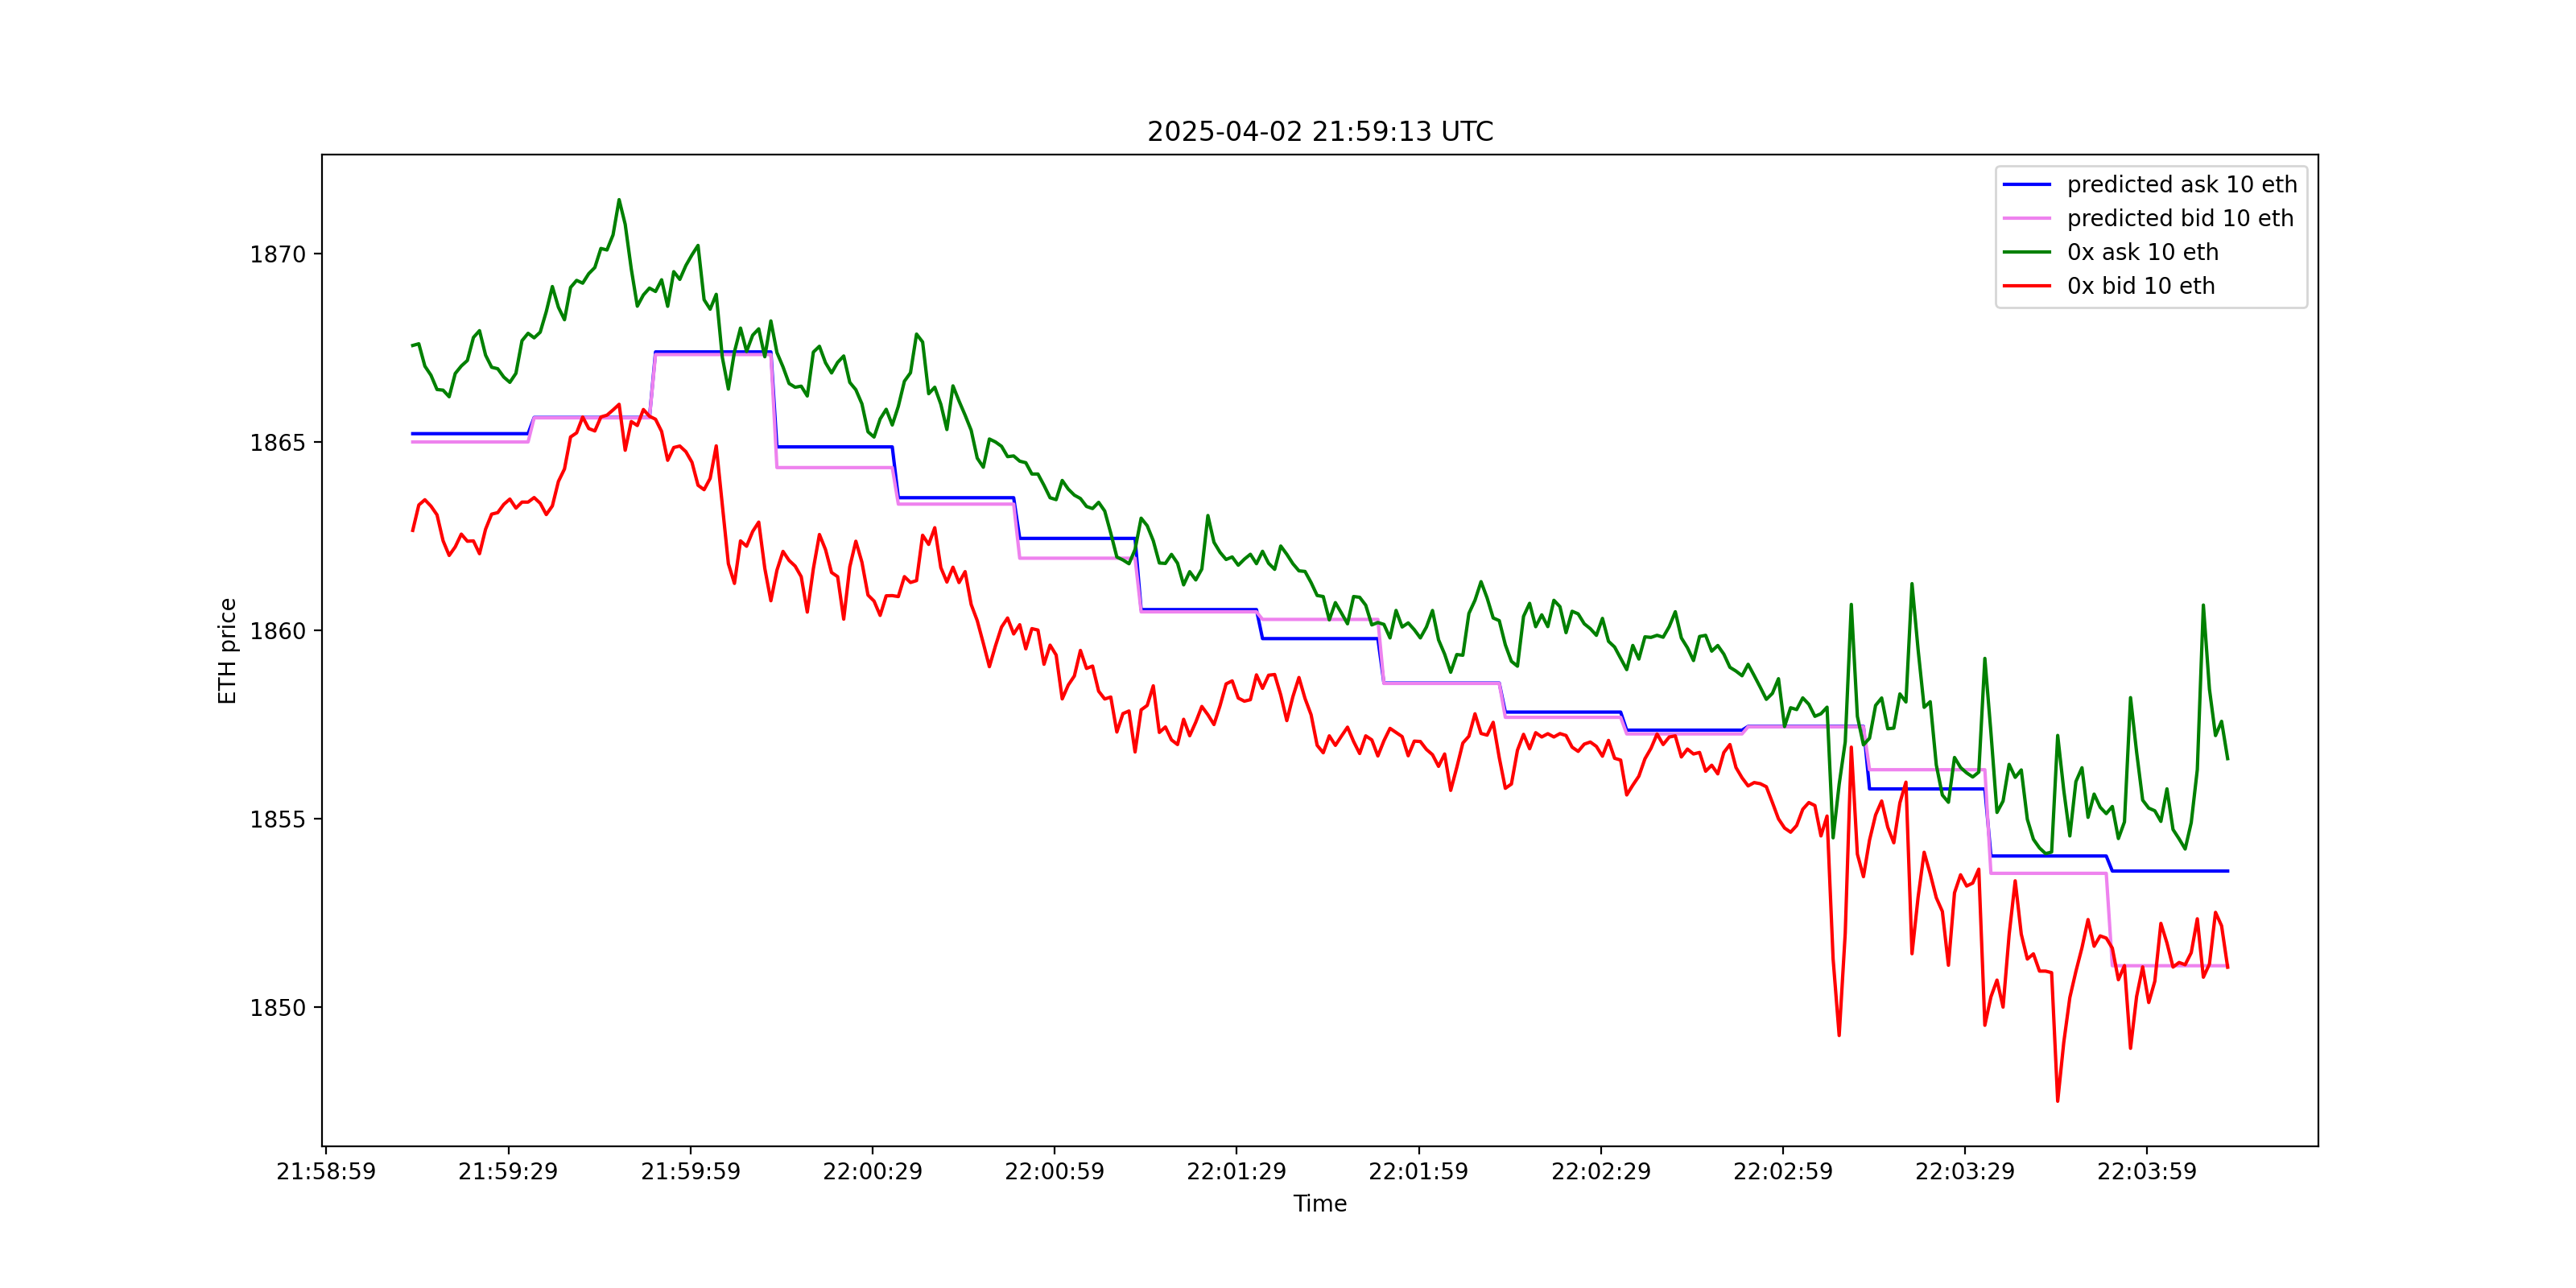 2025-04-02 21:59:13 UTC
predicted ask 10 eth
predicted bid 10 eth
0x ask 10 eth
0x bid 10 eth
ETH price
1870
1865
1860
1855
1850
21:58:59 21:59:29 21:59:59 22:00:29 22:00:59 22:01:29 22:01:59 22:02:29 22:02:59 22:03:29 22:03:59
Time